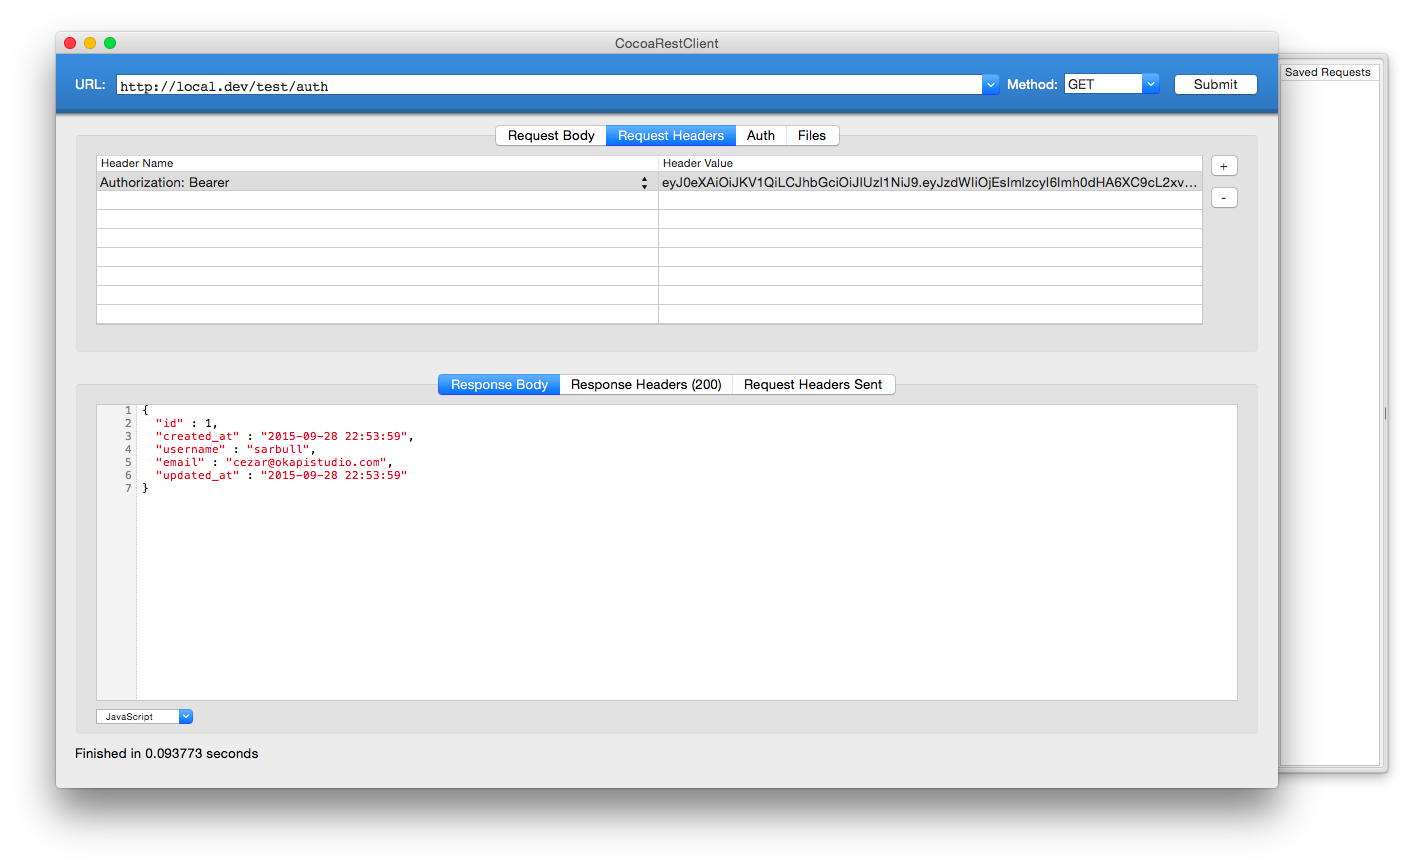 CocoaRestClient
URL: http://local.dev/test/auth Method: GET Submit
Saved Requests
Request Body Request Headers Auth Files
Header Name Header Value
+
Authorization: Bearer eyJ0eXAiOiJKV1QiLCJhbGciOiJIUzI1NiJ9.eyJzdWIiOjEsImlzcyI6Imh0dHA6XC9cL2xv...
-
Response Body Response Headers (200) Request Headers Sent
1 {
2 "id" : 1,
3 "created_at" : "2015-09-28 22:53:59",
4 "username" : "sarbull",
5 "email" : "cezar@okapistudio.com",
6 "updated_at" : "2015-09-28 22:53:59"
7 }
JavaScript
Finished in 0.093773 seconds